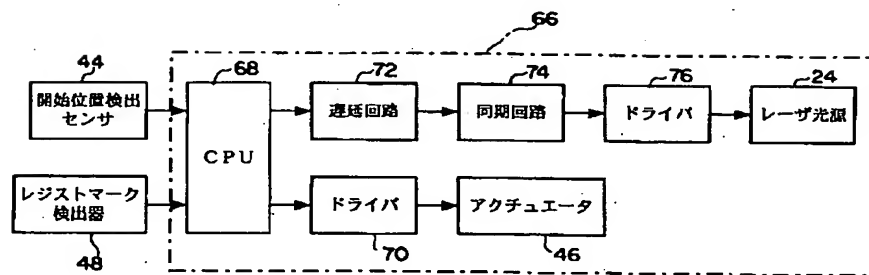 66
44
開始位置検出
センサ
68
CPU
72
遅延回路
74
同期回路
76
ドライバ
24
レーザ光源
レジストマーク
検出器
48
ドライバ
70
アクチュエータ
46